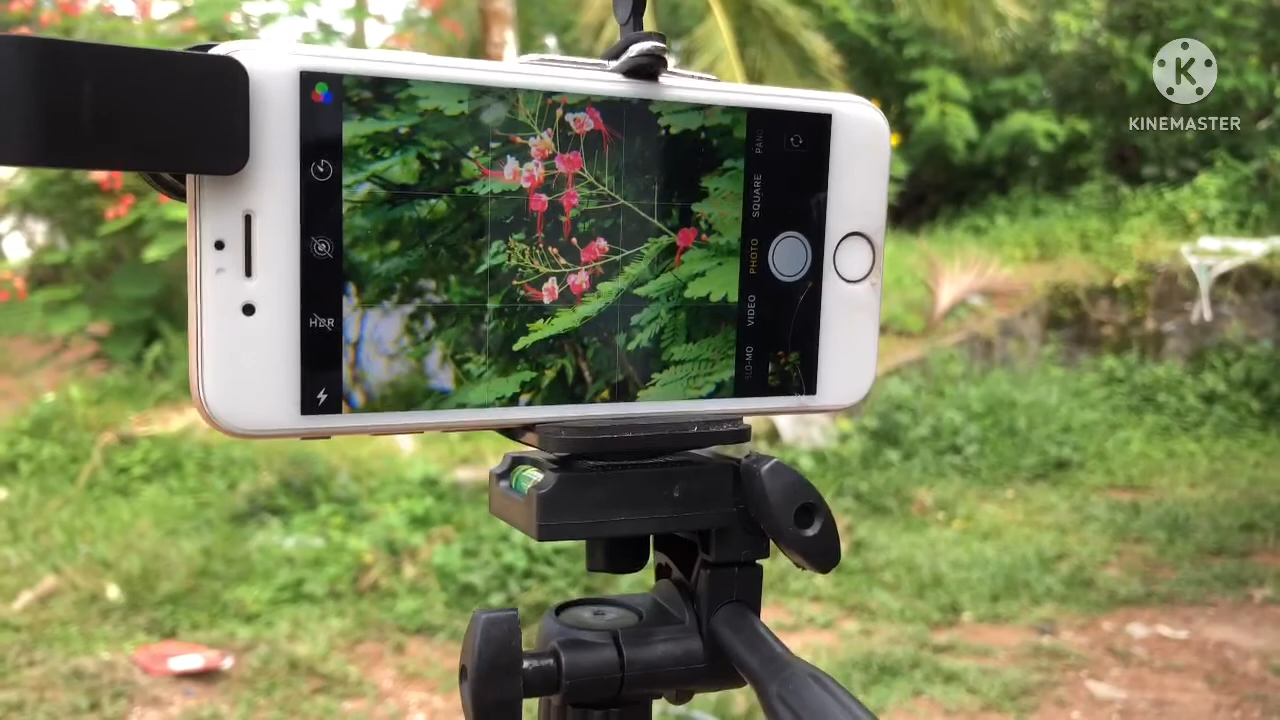 K
KINEMASTER
HDR
PANO
SQUARE
PHOTO
VIDEO
SLO-MO